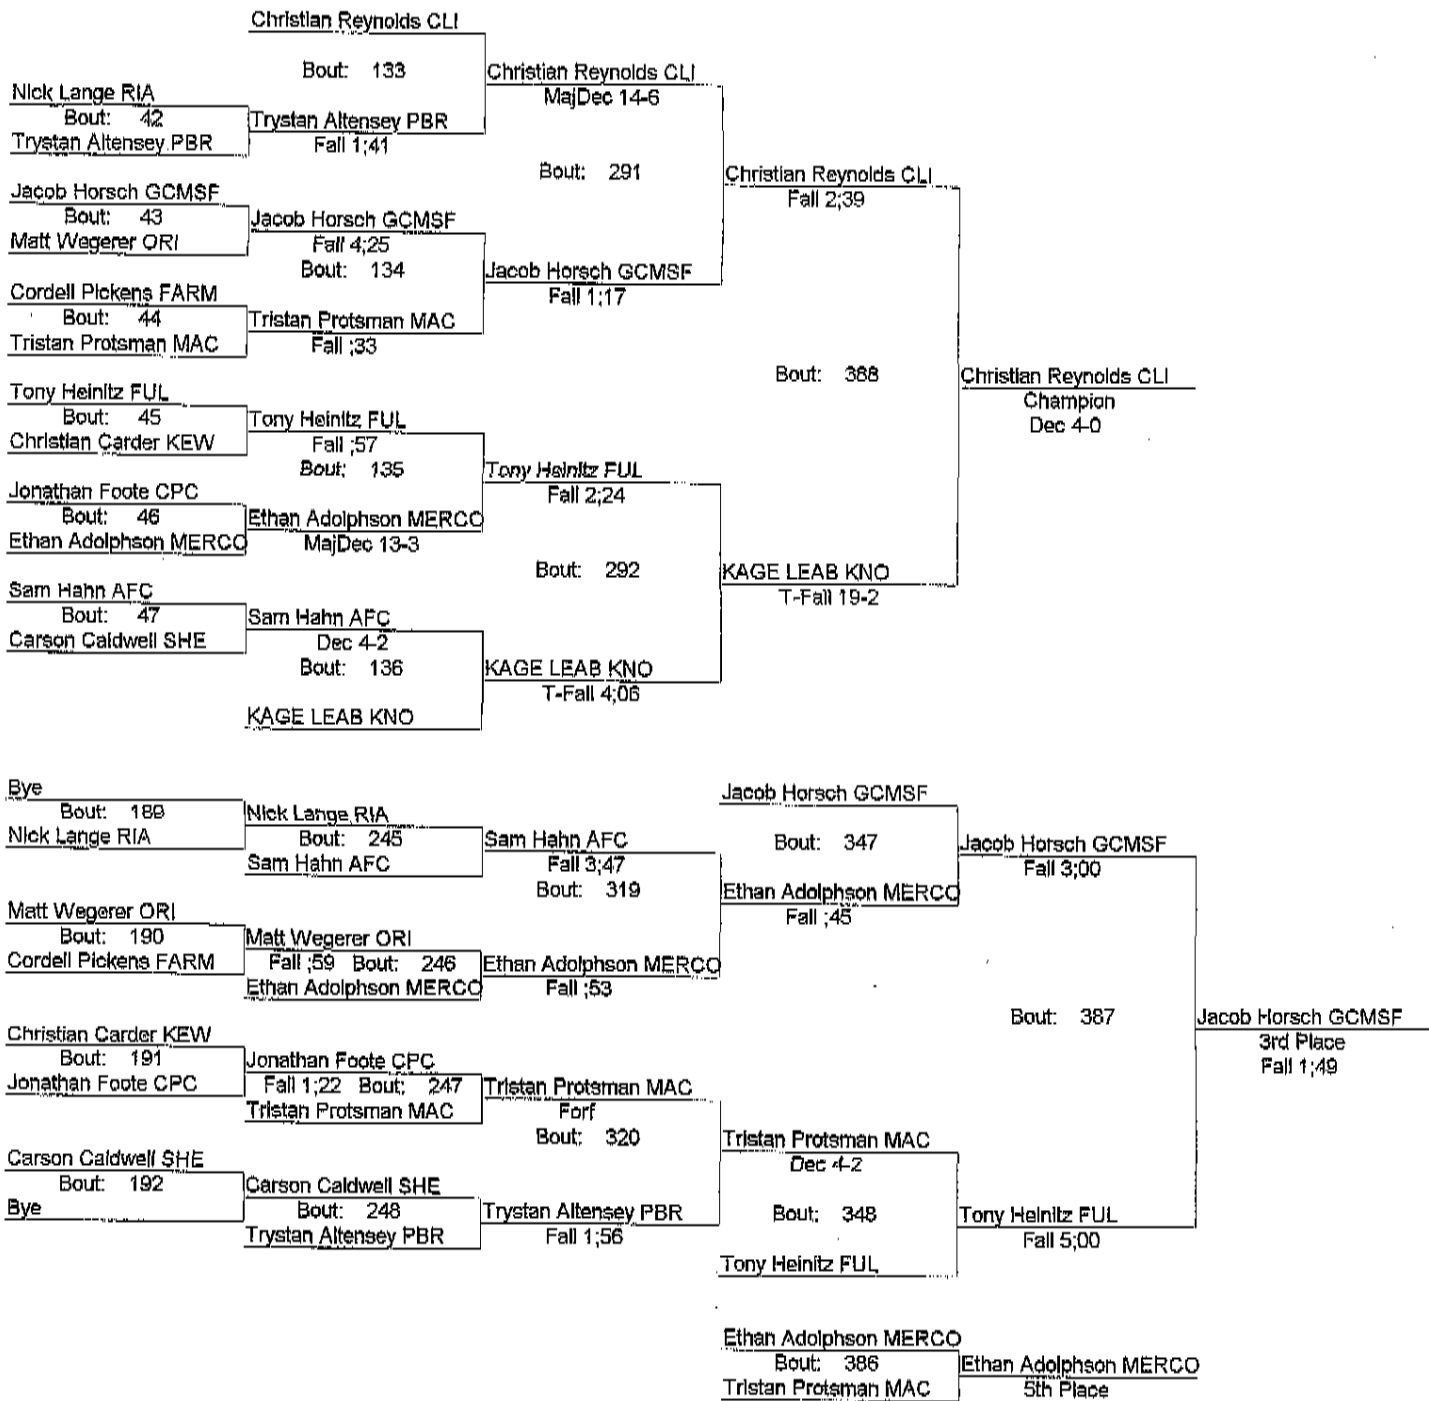 Christian Reynolds CLI
Bout: 133
Christian Reynolds CLI
MajDec 14-6
Nick Lange RIA
Bout: 42
Trystan Altensey PBR
Trystan Altensey PBR
Fall 1;41
Bout: 291
Christian Reynolds CLI
Fall 2;39
Jacob Horsch GCMSF
Bout: 43
Matt Wegerer ORI
Jacob Horsch GCMSF
Fall 4;25
Bout: 134
Jacob Horsch GCMSF
Fall 1;17
Cordell Pickens FARM
Bout: 44
Tristan Protsman MAC
Tristan Protsman MAC
Fall ;33
Bout: 388
Christian Reynolds CLI
Champion
Dec 4-0
Tony Heinitz FUL
Bout: 45
Christian Carder KEW
Tony Heinitz FUL
Fall ;57
Bout: 135
Tony Heinitz FUL
Fall 2;24
Jonathan Foote CPC
Bout: 46
Ethan Adolphson MERCO
Ethan Adolphson MERCO
MajDec 13-3
Bout: 292
KAGE LEAB KNO
T-Fall 19-2
Sam Hahn AFC
Bout: 47
Carson Caldwell SHE
Sam Hahn AFC
Dec 4-2
Bout: 136
KAGE LEAB KNO
T-Fall 4;06
KAGE LEAB KNO
Bye
Bout: 189
Nick Lange RIA
Nick Lange RIA
Bout: 245
Sam Hahn AFC
Sam Hahn AFC
Fall 3;47
Bout: 319
Jacob Horsch GCMSF
Bout: 347
Ethan Adolphson MERCO
Fall ;45
Jacob Horsch GCMSF
Fall 3;00
Matt Wegerer ORI
Bout: 190
Cordell Pickens FARM
Matt Wegerer ORI
Fall ;59 Bout: 246
Ethan Adolphson MERCO
Ethan Adolphson MERCO
Fall ;53
Bout: 387
Jacob Horsch GCMSF
3rd Place
Fall 1;49
Christian Carder KEW
Bout: 191
Jonathan Foote CPC
Jonathan Foote CPC
Fall 1;22 Bout: 247
Tristan Protsman MAC
Tristan Protsman MAC
Forf
Bout: 320
Tristan Protsman MAC
Dec 4-2
Bout: 348
Tony Heinitz FUL
Tony Heinitz FUL
Fall 5;00
Carson Caldwell SHE
Bout: 192
Bye
Carson Caldwell SHE
Bout: 248
Trystan Altensey PBR
Trystan Altensey PBR
Fall 1;56
Ethan Adolphson MERCO
Bout: 386
Tristan Protsman MAC
Ethan Adolphson MERCO
5th Place